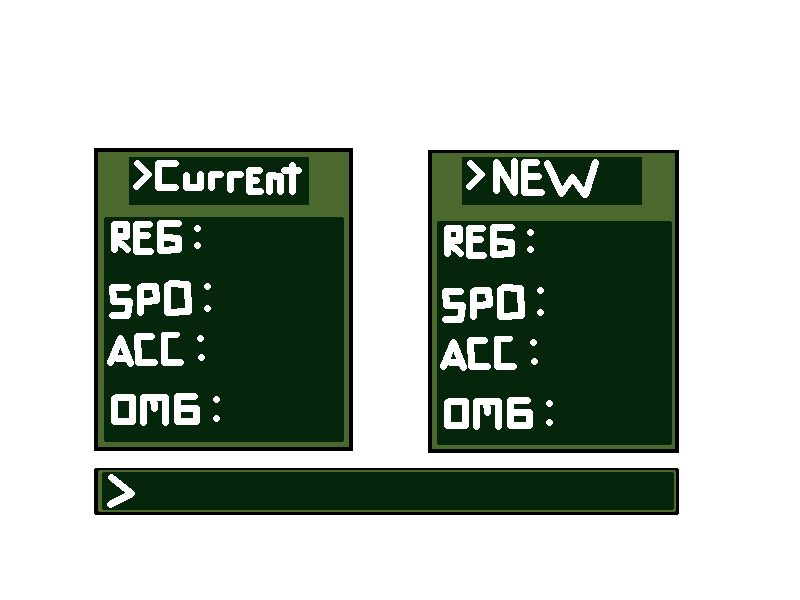 >Current
REG:
SPD:
ACC:
OMG:
>NEW
REG:
SPD:
ACC:
OMG:
>